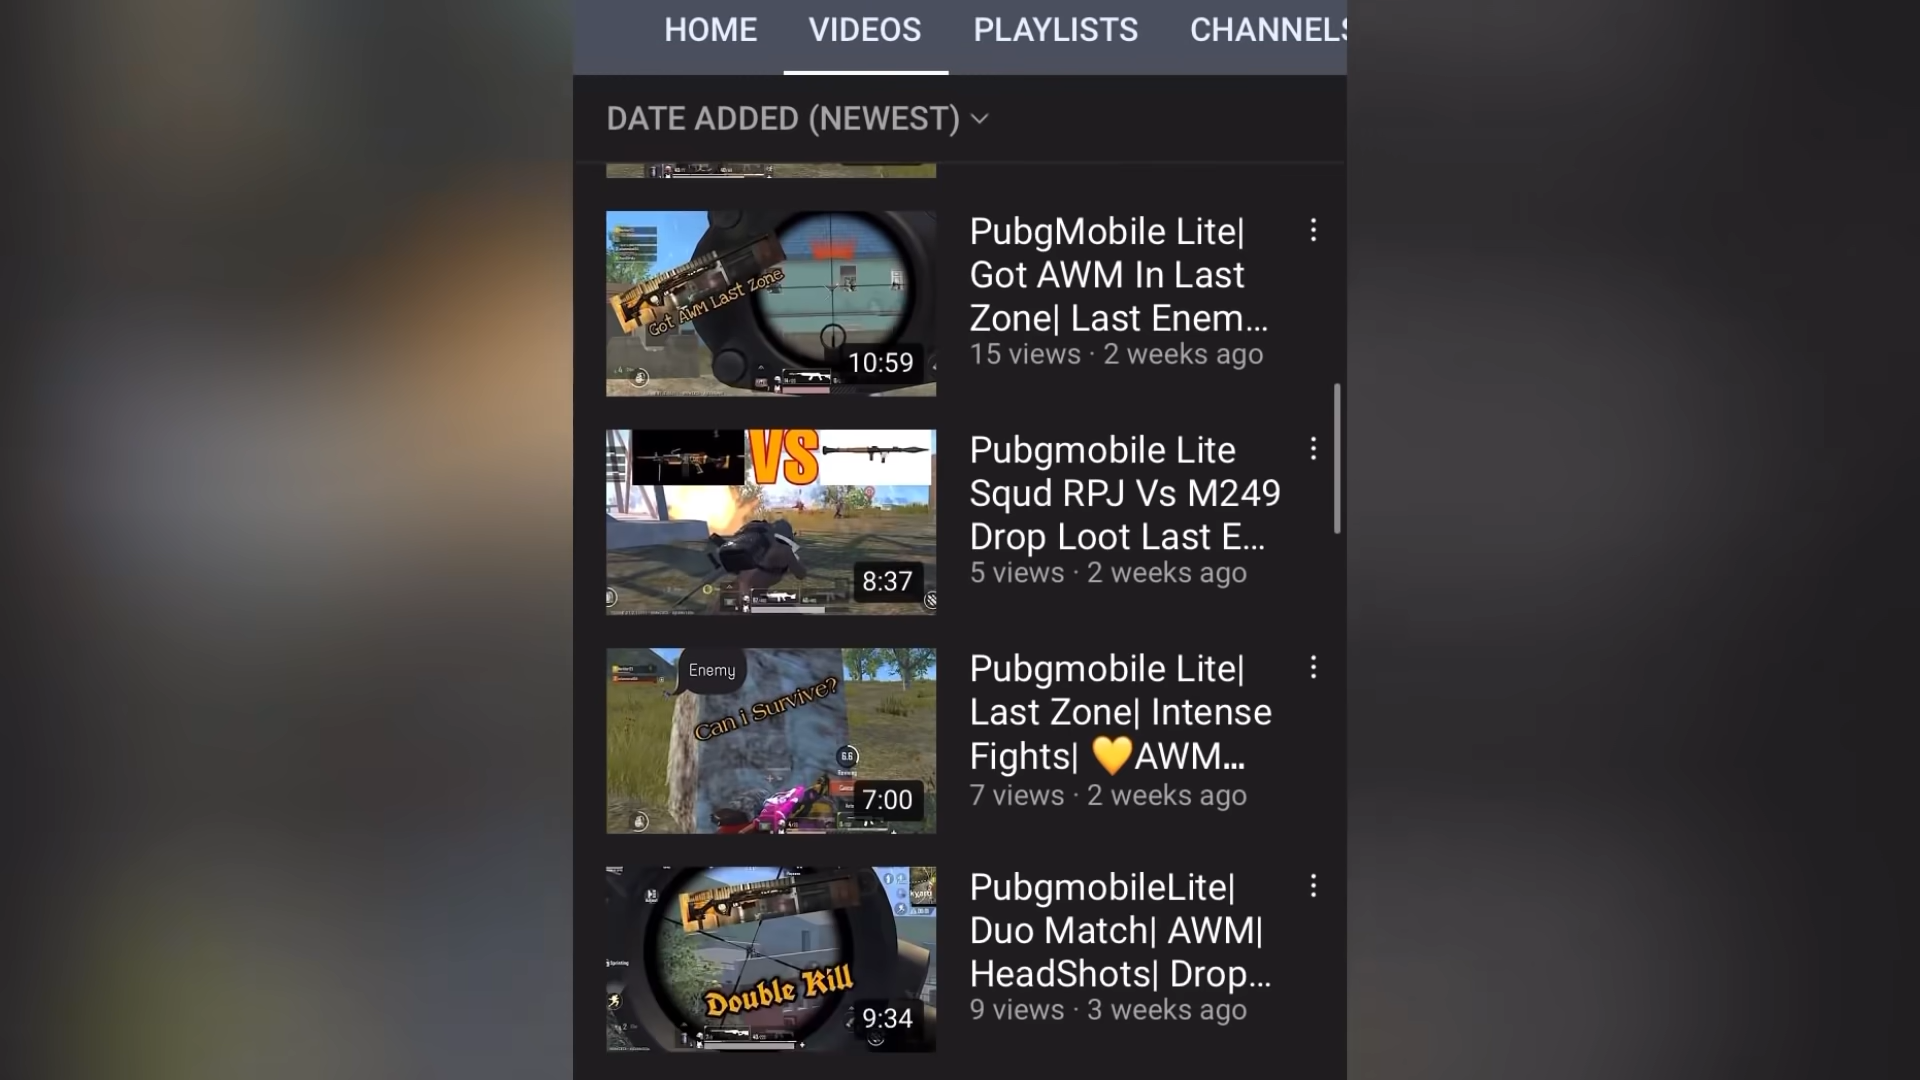 HOME VIDEOS PLAYLISTS CHANNELS
DATE ADDED (NEWEST)
Got AWM Last Zone
10:59
PubgMobile Lite|
Got AWM In Last
Zone| Last Enem...
15 views · 2 weeks ago
VS
8:37
Pubgmobile Lite
Squd RPJ Vs M249
Drop Loot Last E...
5 views · 2 weeks ago
Enemy
Can i Survive?
6.6
7:00
Pubgmobile Lite|
Last Zone| Intense
Fights| 💛AWM...
7 views · 2 weeks ago
Double Kill
9:34
PubgmobileLite|
Duo Match| AWM|
HeadShots| Drop...
9 views · 3 weeks ago